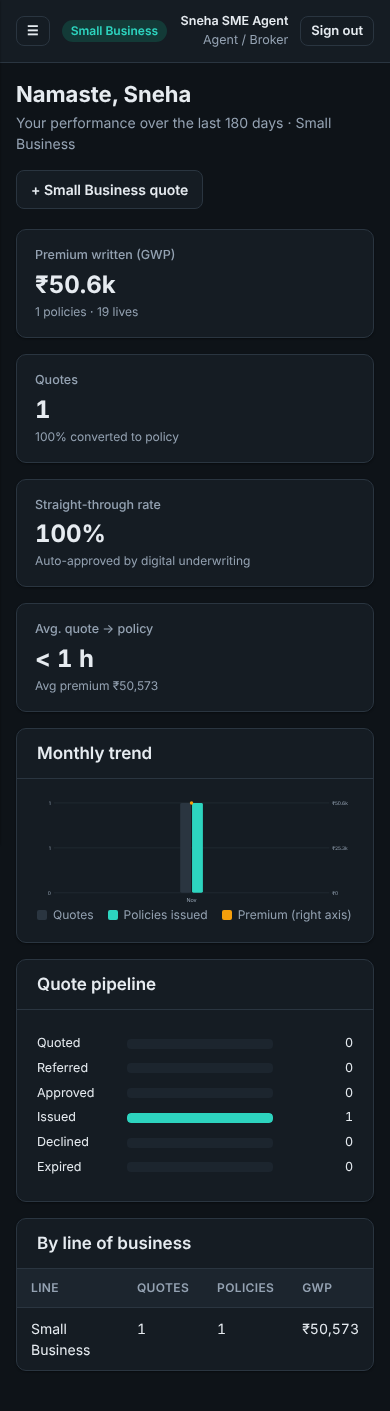 ☰ Small Business Sneha SME Agent Sign out
Agent / Broker
Namaste, Sneha
Your performance over the last 180 days · Small
Business
+ Small Business quote
Premium written (GWP)
₹50.6k
1 policies · 19 lives
Quotes
1
100% converted to policy
Straight-through rate
100%
Auto-approved by digital underwriting
Avg. quote → policy
< 1 h
Avg premium ₹50,573
Monthly trend
1 ₹50.6k
1 ₹25.3k
0 ₹0
Nov
Quotes Policies issued Premium (right axis)
Quote pipeline
Quoted 0
Referred 0
Approved 0
Issued 1
Declined 0
Expired 0
By line of business
LINE QUOTES POLICIES GWP
Small 1 1 ₹50,573
Business